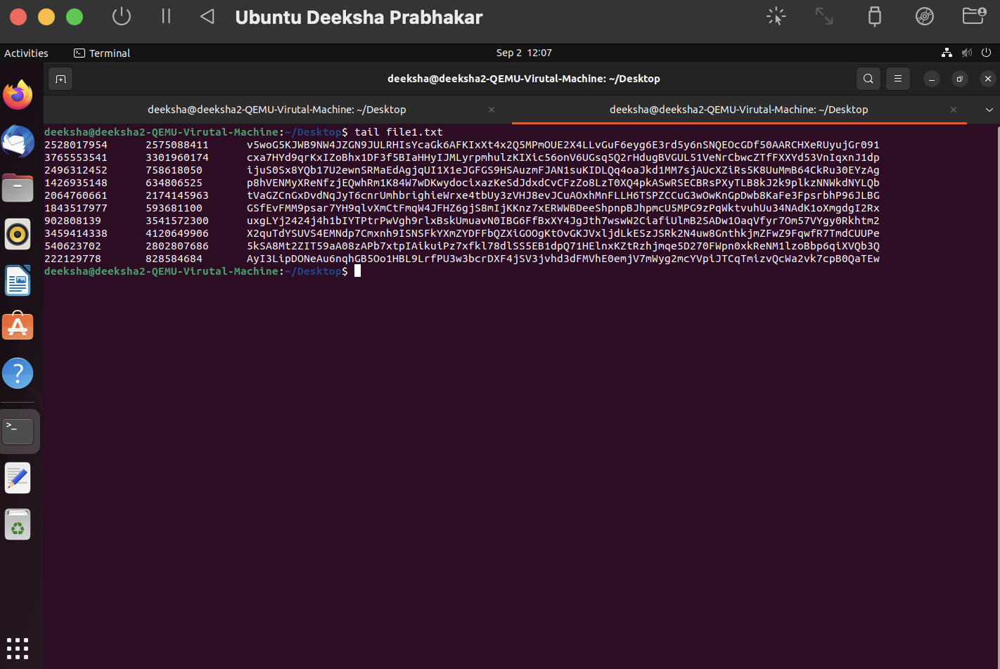 Ubuntu Deeksha Prabhakar
Activities Terminal Sep 2 12:07
deeksha@deeksha2-QEMU-Virutal-Machine: ~/Desktop
deeksha@deeksha2-QEMU-Virutal-Machine: ~/Desktop deeksha@deeksha2-QEMU-Virutal-Machine: ~/Desktop
deeksha@deeksha2-QEMU-Virutal-Machine:~/Desktop$ tail file1.txt
2528017954 2575088411 v5woG5KJWB9NW4JZGN9JULRHIsYcaGk6AFKIxXt4x2Q5MPmOUE2X4LLvGuF6eyg6E3rd5y6nSNQEOcGDf50AARCHXeRUyujGr091
3765553541 3301960174 cxa7HYd9qrKxIZoBhx1DF3f5BIaHHyIJMLyrpmhulzKIXic56onV6UGsq5Q2rHdugBVGUL51VeNrCbwcZTfFXXYd53VnIqxnJ1dp
2496312452 758618050 ijuS0Sx8YQb17U2ewnSRMaEdAgjqUI1X1eJGFGS9HSAuzmFJAN1suKIDLQq4oaJkd1MM7sjAUcXZiRs5K8UuMmB64CkRu30EYzAg
1426935148 634806525 p8hVENMyXReNfzjEQwhRm1K84W7wDKwydocixazKeSdJdxdCvCFzZo8LzT0XQ4pkASwRSECBRsPXyTLB8kJ2k9plkzNNWkdNYLQb
2064760661 2174145963 tVaGZCnGxDvdNqJyT6cnrUmhbrighieWrxe4tbUy3zVHJ8evJCuAOxhMnFLLH6TSPZCCuG3wOwKnGpDwb8KaFe3FpsrbhP96JLBG
1843517977 593681100 GSfEvFMM9psar7YH9qlvXmCtFmqW4JFHZ6gjS8mIjKKnz7xERWWBDeeShpnpBJhpmcU5MPG9zPqWktvuhUu34NAdK1oXmgdgI2Rx
902808139 3541572300 uxgLYj2424j4h1bIYTPtrPwVgh9rlxBskUmuavN0IBG6FfBxXY4JgJth7wswW2CiafiUlmB2SADw1OaqVfyr7Om57VYgy0Rkhtm2
3459414338 4120649906 X2quTdYSUVS4EMNdp7Cmxnh9ISNSFkYXmZYDFFbQZXiGOOgKtOvGKJVxljdLkESzJSRk2N4uw8GnthkjmZFwZ9FqwfR7TmdCUUPe
540623702 2802807686 5kSA8Mt2ZIT59aA08zAPb7xtpIAikuiPz7xfkl78dlSS5EB1dpQ71HElnxKZtRzhjmqe5D270FWpn0xkReNM1lzoBbp6qiXVQb3Q
222129778 828584684 AyI3LipDONeAu6nqhGB5Oo1HBL9LrfPU3w3bcrDXF4jSV3jvhd3dFMVhE0emjV7mWyg2mcYVpiJTCqTmizvQcWa2vk7cpB0QaTEw
deeksha@deeksha2-QEMU-Virutal-Machine:~/Desktop$